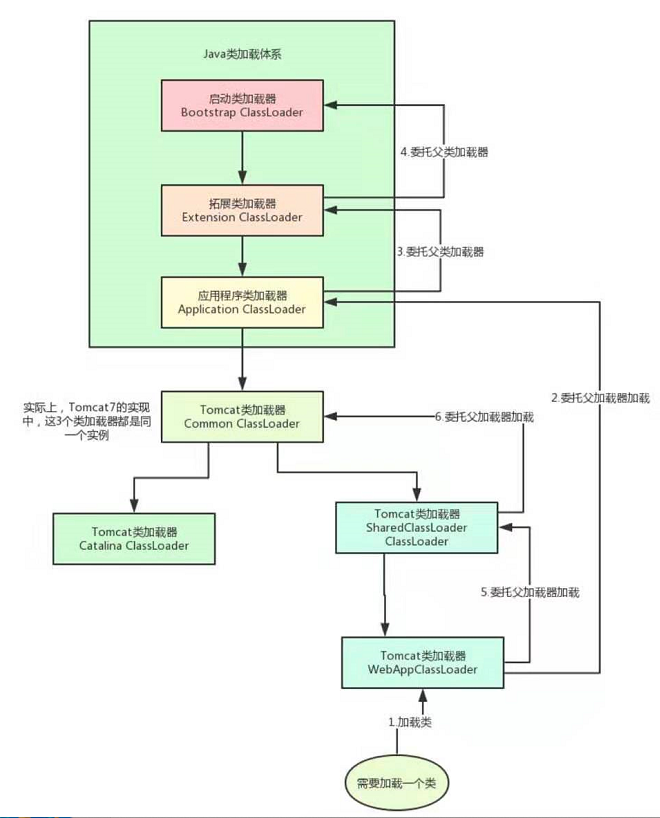 Java类加载体系
启动类加载器
Bootstrap ClassLoader
4.委托父类加载器
拓展类加载器
Extension ClassLoader
3.委托父类加载器
应用程序类加载器
Application ClassLoader
2.委托父加载器加载
实际上，Tomcat7的实现
中，这3个类加载器都是同
一个实例
Tomcat类加载器
Common ClassLoader
6.委托父加载器加载
Tomcat类加载器
Catalina ClassLoader
Tomcat类加载器
SharedClassLoader
ClassLoader
5.委托父加载器加载
Tomcat类加载器
WebAppClassLoader
1.加载类
需要加载一个类